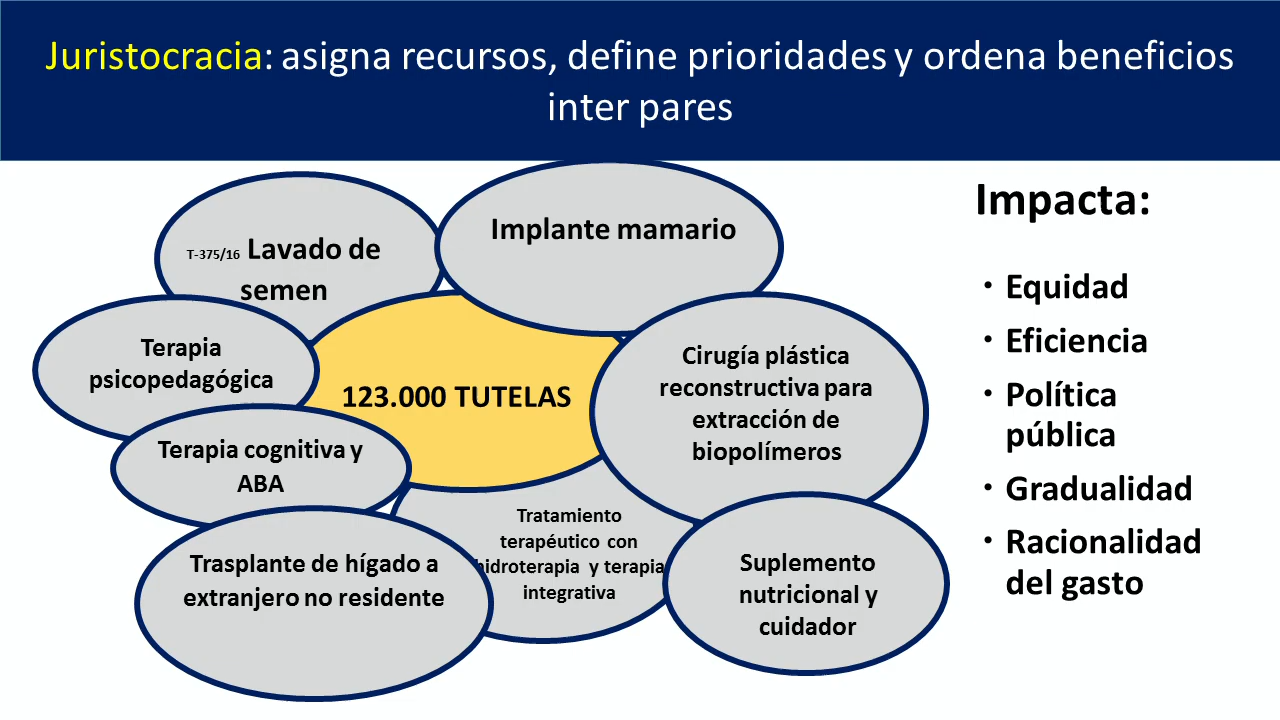 Juristocracia: asigna recursos, define prioridades y ordena beneficios
inter pares
T-375/16 Lavado de
semen
Implante mamario
Terapia
psicopedagógica
123.000 TUTELAS
Cirugía plástica
reconstructiva para
extracción de
biopolímeros
Terapia cognitiva y
ABA
Tratamiento
terapéutico con
hidroterapia y terapia
integrativa
Trasplante de hígado a
extranjero no residente
Suplemento
nutricional y
cuidador
Impacta:
· Equidad
· Eficiencia
· Política
pública
· Gradualidad
· Racionalidad
del gasto